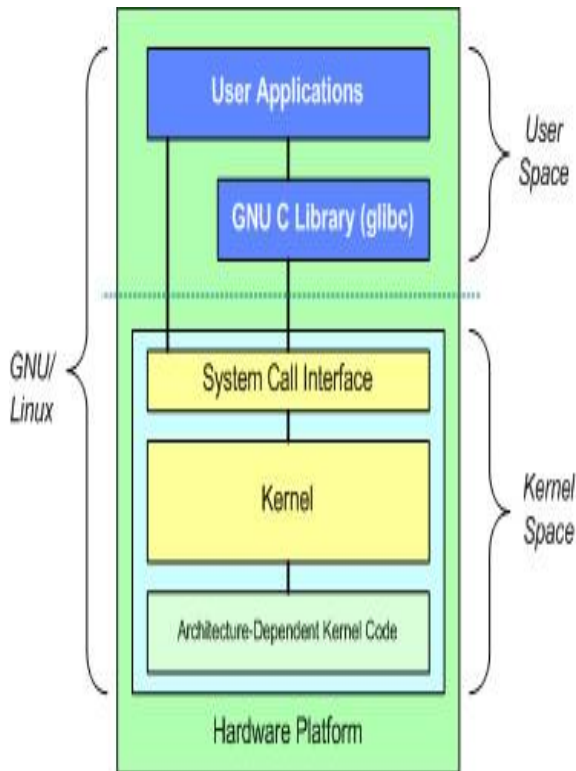 User Applications
User
Space
GNU C Library (glibc)
GNU/
Linux
System Call Interface
Kernel
Kernel
Space
Architecture-Dependent Kernel Code
Hardware Platform